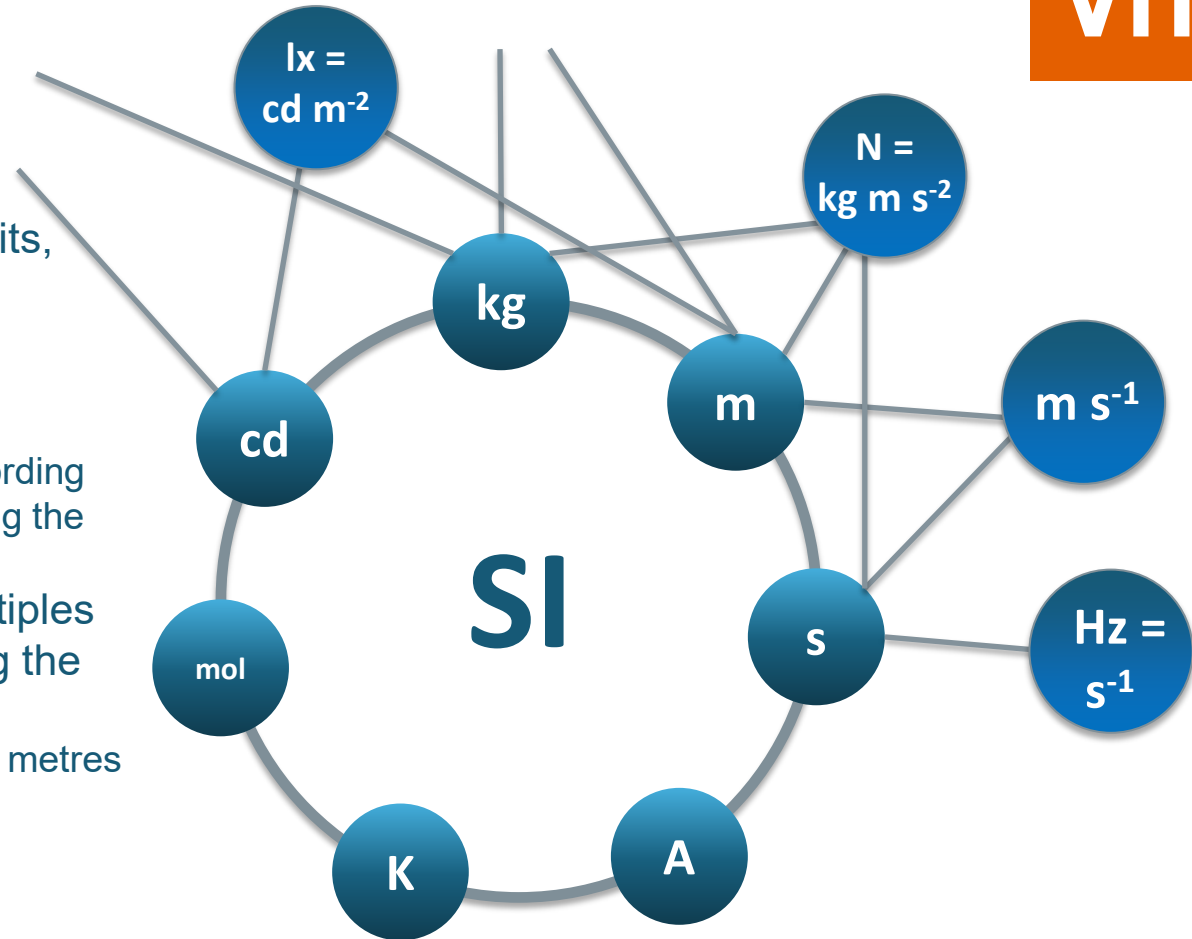 lx =
cd m⁻²
N =
kg m s⁻²
its,
kg
m
m s⁻¹
cd
rding
g the
SI
tiples
g the
s
Hz =
s⁻¹
mol
metres
K
A